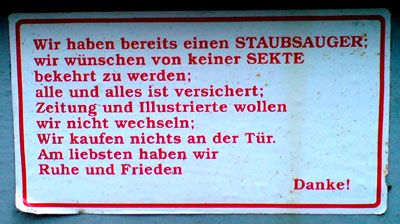 Wir haben bereits einen STAUBSAUGER;
wir wünschen von keiner SEKTE
bekehrt zu werden;
alle und alles ist versichert;
Zeitung und Illustrierte wollen
wir nicht wechseln;
Wir kaufen nichts an der Tür.
Am liebsten haben wir
Ruhe und Frieden
Danke!